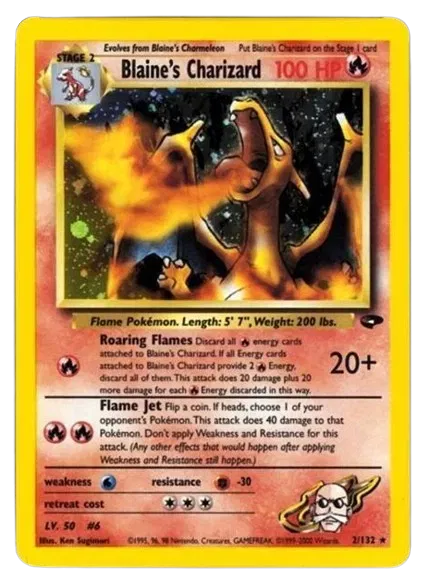 Evolves from Blaine's Charmeleon Put Blaine's Charizard on the Stage 1 card
STAGE 2
Blaine's Charizard 100 HP
Flame Pokémon. Length: 5' 7", Weight: 200 lbs.
Roaring Flames Discard all energy cards
attached to Blaine's Charizard. If all Energy cards
attached to Blaine's Charizard provide 2 Energy,
discard all of them. This attack does 20 damage plus 20
more damage for each Energy discarded in this way.
20+
Flame Jet Flip a coin. If heads, choose 1 of your
opponent's Pokémon. This attack does 40 damage to that
Pokémon. Don't apply Weakness and Resistance for this
attack. (Any other effects that would happen after applying
Weakness and Resistance still happen.)
weakness resistance -30
retreat cost
LV. 50 #6
Illus. Ken Sugimori ©1995, 96, 98 Nintendo, Creatures, GAMEFREAK. ©1999-2000 Wizards. 2/132 ★